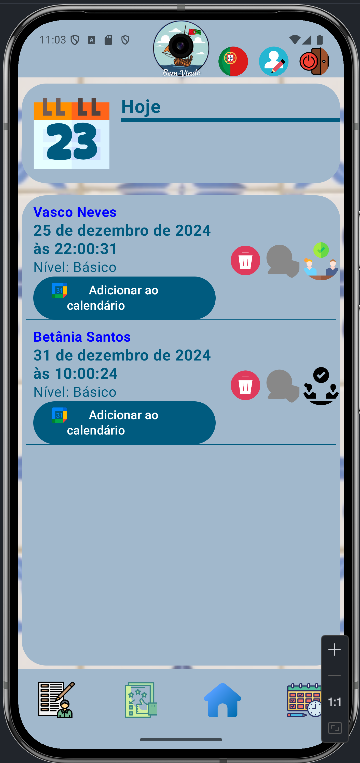 11:03
Bem-Vindo
Hoje
23
Vasco Neves
25 de dezembro de 2024
às 22:00:31
Nível: Básico
Adicionar ao
calendário
Betânia Santos
31 de dezembro de 2024
às 10:00:24
Nível: Básico
Adicionar ao
calendário
1:1